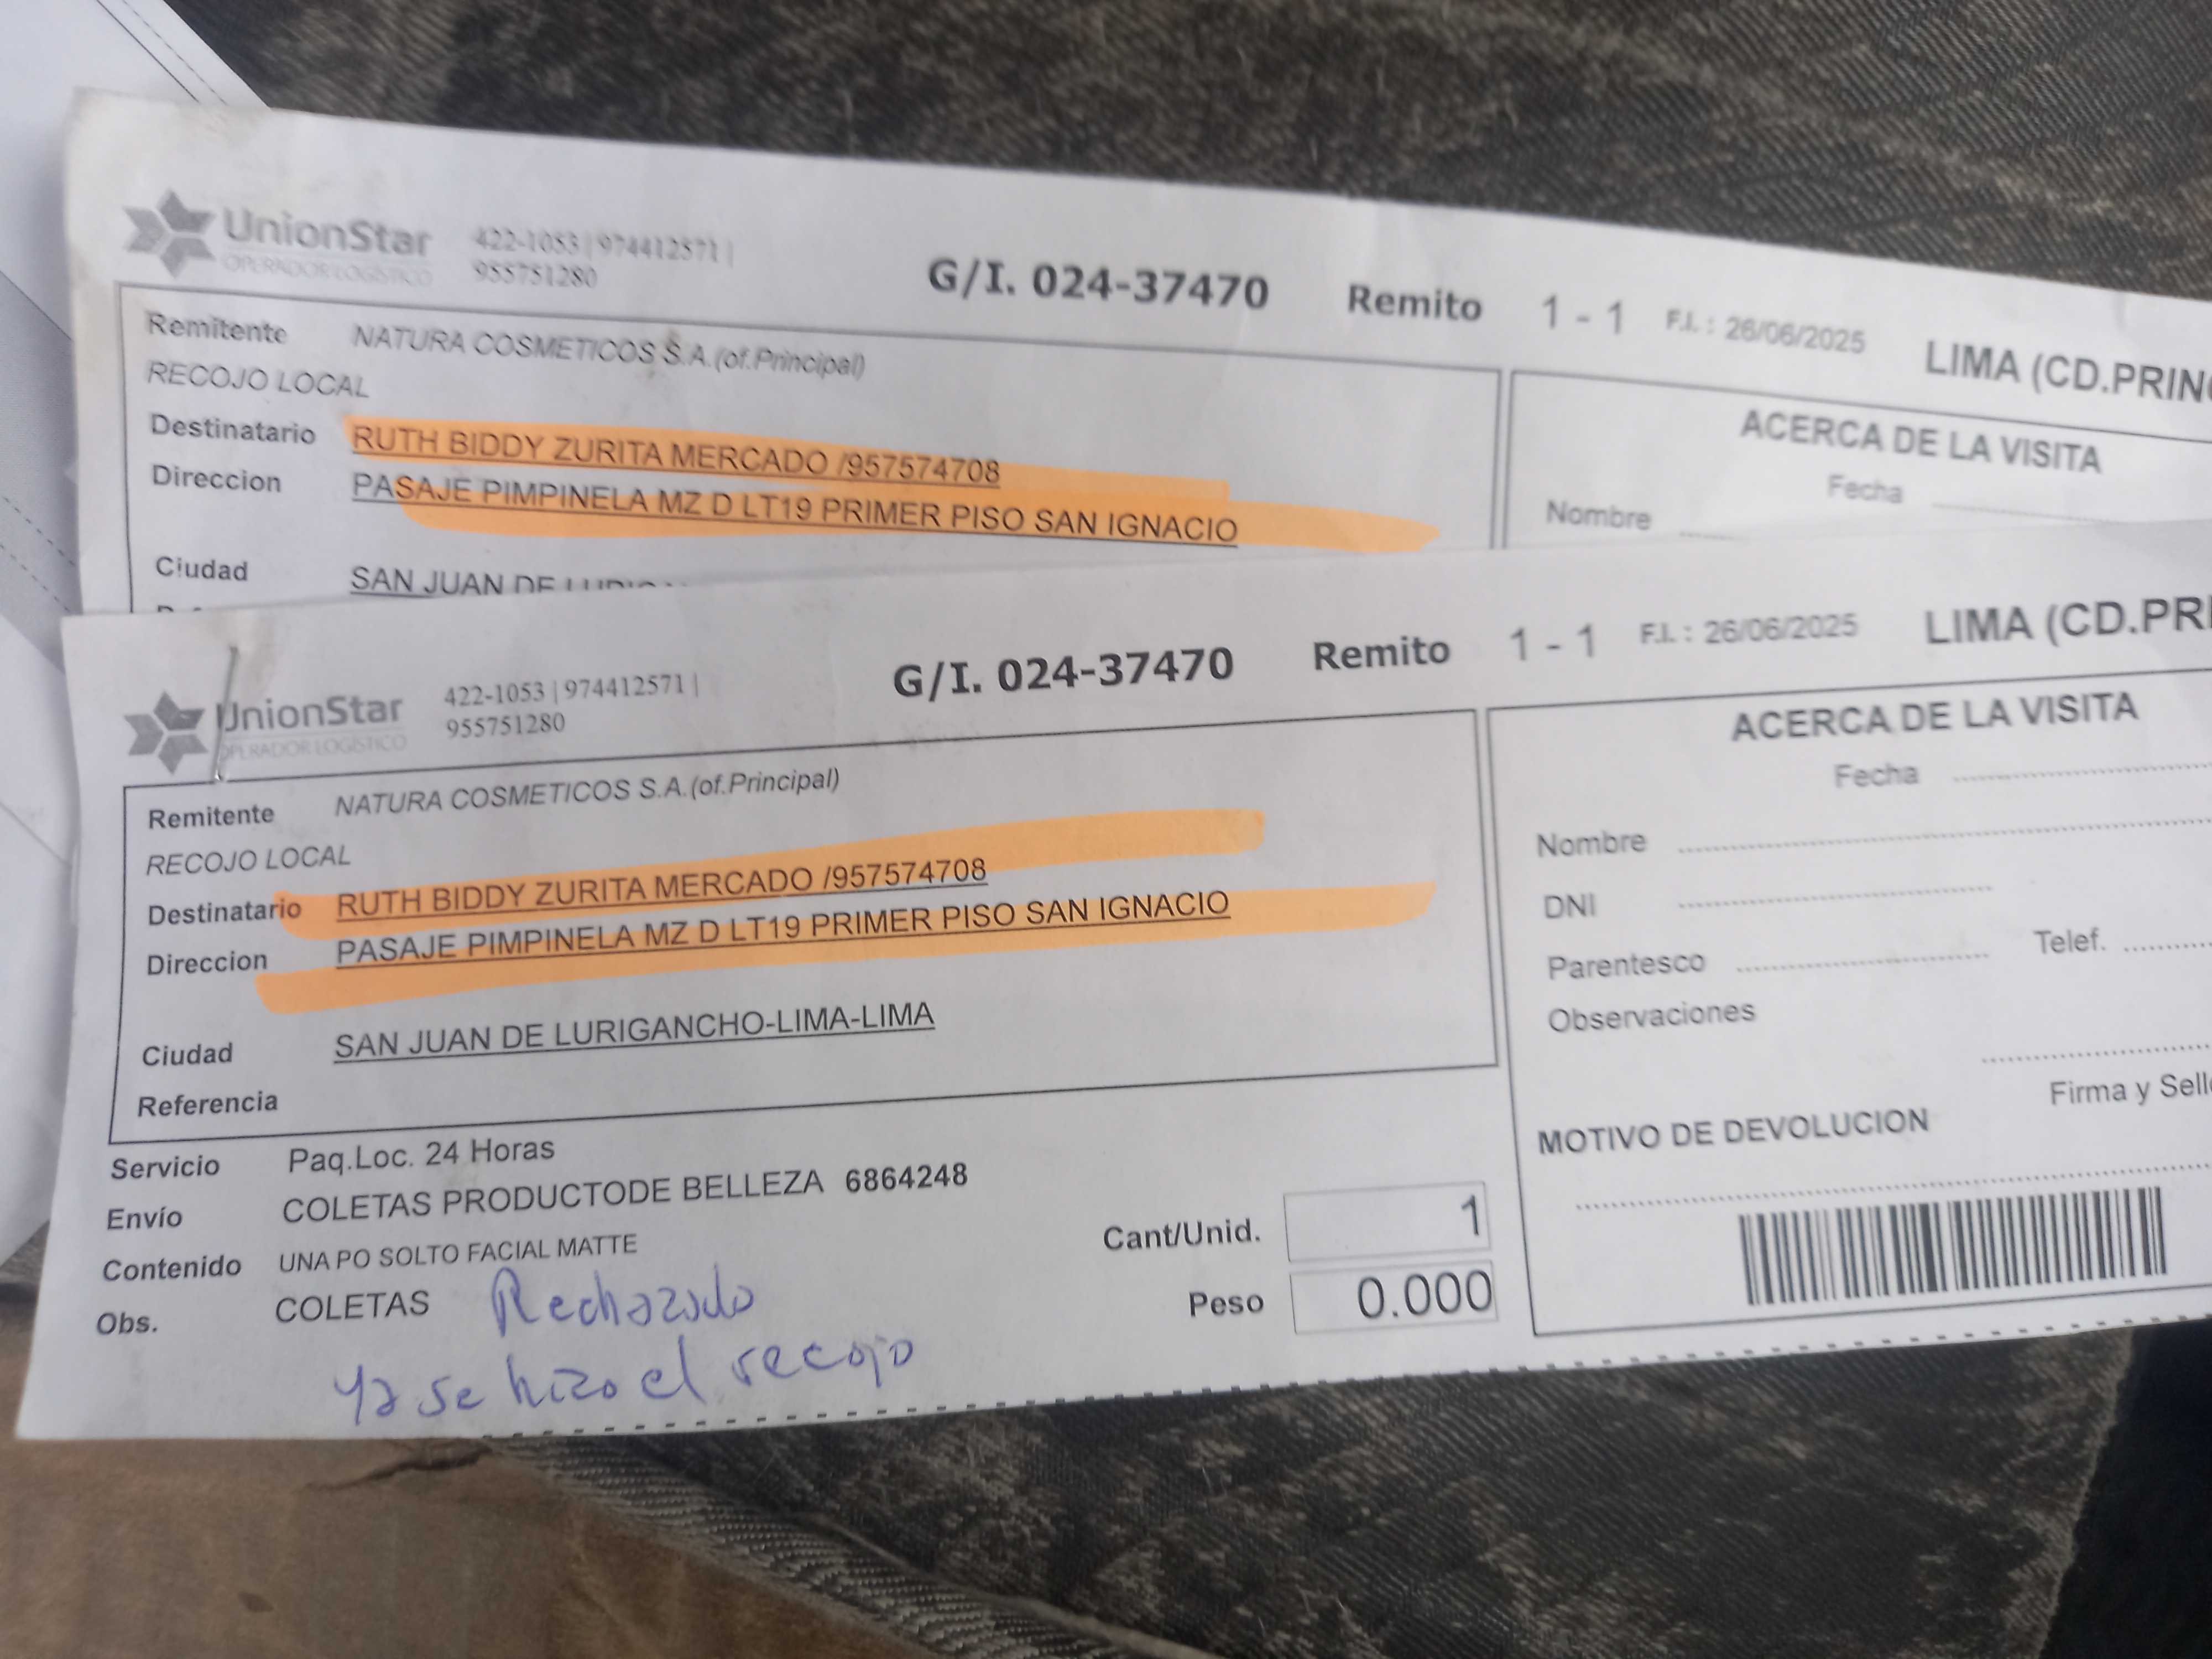 UnionStar 422-1053 | 974412571 |
OPERADOR LOGÍSTICO 955751280
G/I. 024-37470 Remito 1 - 1 F.I. : 26/06/2025 LIMA (CD.PRIN
Remitente NATURA COSMETICOS S.A.(of.Principal)
RECOJO LOCAL
Destinatario RUTH BIDDY ZURITA MERCADO /957574708
Direccion PASAJE PIMPINELA MZ D LT19 PRIMER PISO SAN IGNACIO
Ciudad SAN JUAN DE
ACERCA DE LA VISITA
Fecha
Nombre
UnionStar 422-1053 | 974412571 |
OPERADOR LOGÍSTICO 955751280
G/I. 024-37470 Remito 1 - 1 F.I. : 26/06/2025 LIMA (CD.PRI
Remitente NATURA COSMETICOS S.A.(of.Principal)
RECOJO LOCAL
Destinatario RUTH BIDDY ZURITA MERCADO /957574708
Direccion PASAJE PIMPINELA MZ D LT19 PRIMER PISO SAN IGNACIO
Ciudad SAN JUAN DE LURIGANCHO-LIMA-LIMA
Referencia
Servicio Paq.Loc. 24 Horas
Envío COLETAS PRODUCTODE BELLEZA 6864248
Contenido UNA PO SOLTO FACIAL MATTE
Obs. COLETAS Rechazado
Ya se hizo el recojo
Cant/Unid. 1
Peso 0.000
ACERCA DE LA VISITA
Fecha
Nombre
DNI
Parentesco Telef.
Observaciones
Firma y Sell
MOTIVO DE DEVOLUCION